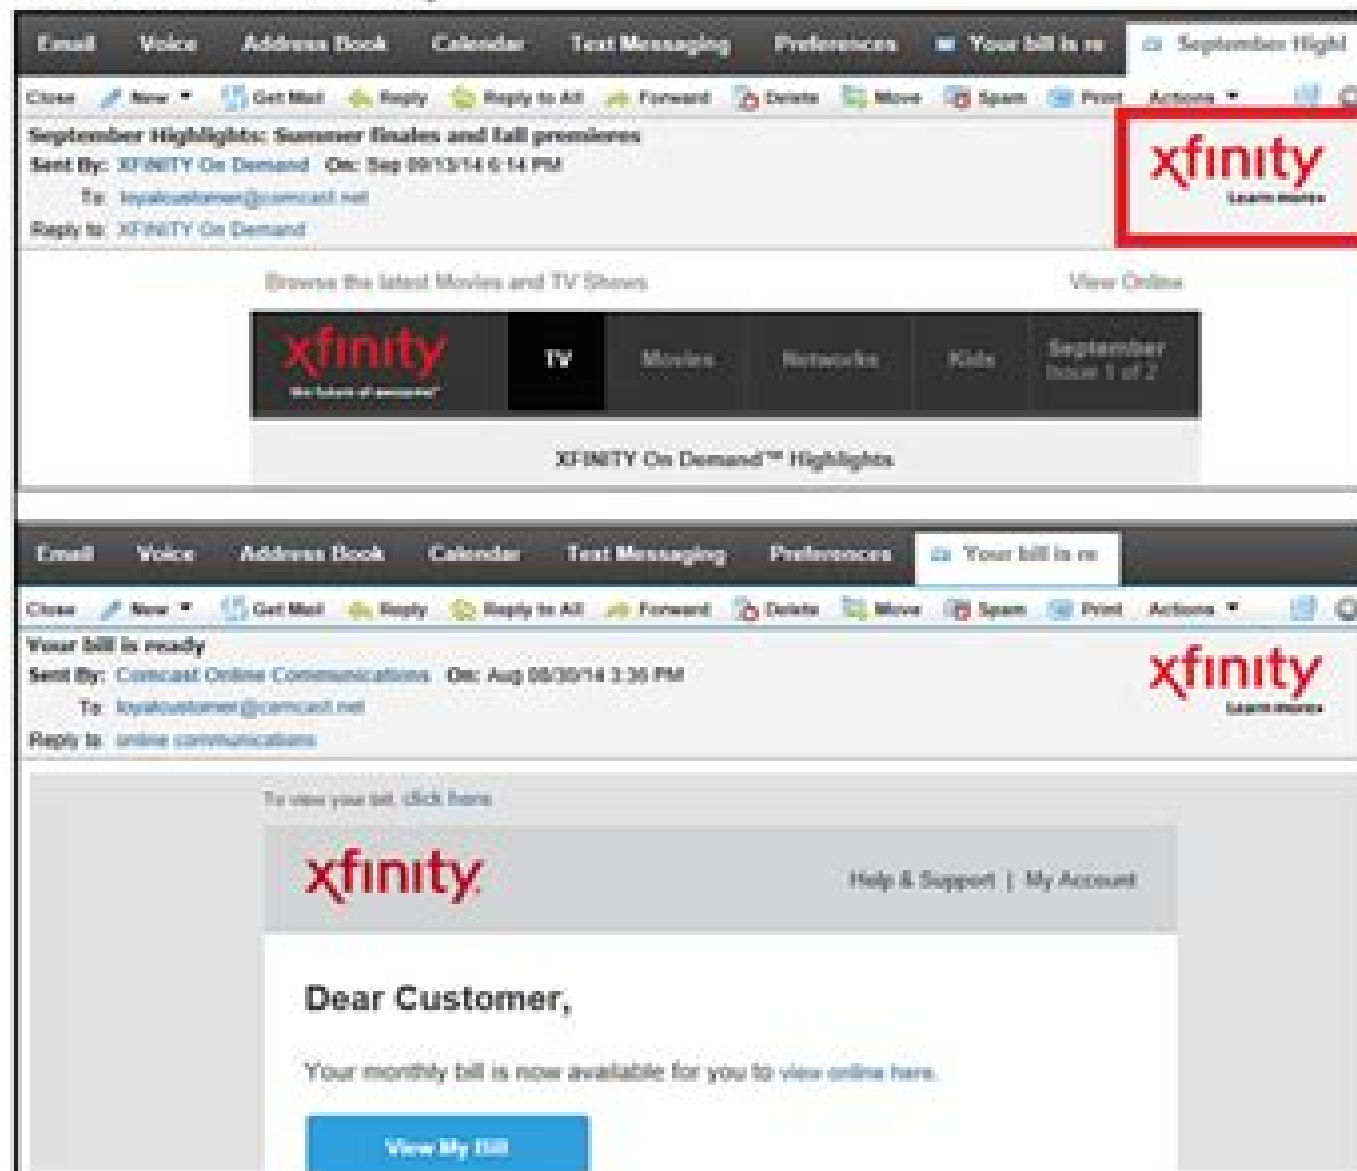 Email Voice Address Book Calendar Text Messaging Preferences Your bill is re September Highl
Close New Get Mail Reply Reply to All Forward Delete Move Spam Print Actions
September Highlights: Summer finales and fall premieres
Sent By: XFINITY On Demand On: Sep 09/13/14 6:14 PM
To loyalcustomer@comcast.net
Reply to XFINITY On Demand
xfinity
Learn more
Browse the latest Movies and TV Shows View Online
xfinity TV Movies Networks Kids September
the future of awesome Issue 1 of 2
XFINITY On Demand™ Highlights
Email Voice Address Book Calendar Text Messaging Preferences Your bill is re
Close New Get Mail Reply Reply to All Forward Delete Move Spam Print Actions
Your bill is ready
Sent By: Comcast Online Communications On: Aug 08/30/14 2:35 PM
To loyalcustomer@comcast.net
Reply to online communications
xfinity
Learn more
To view your bill, click here
xfinity Help & Support | My Account
Dear Customer,
Your monthly bill is now available for you to view online here.
View My Bill